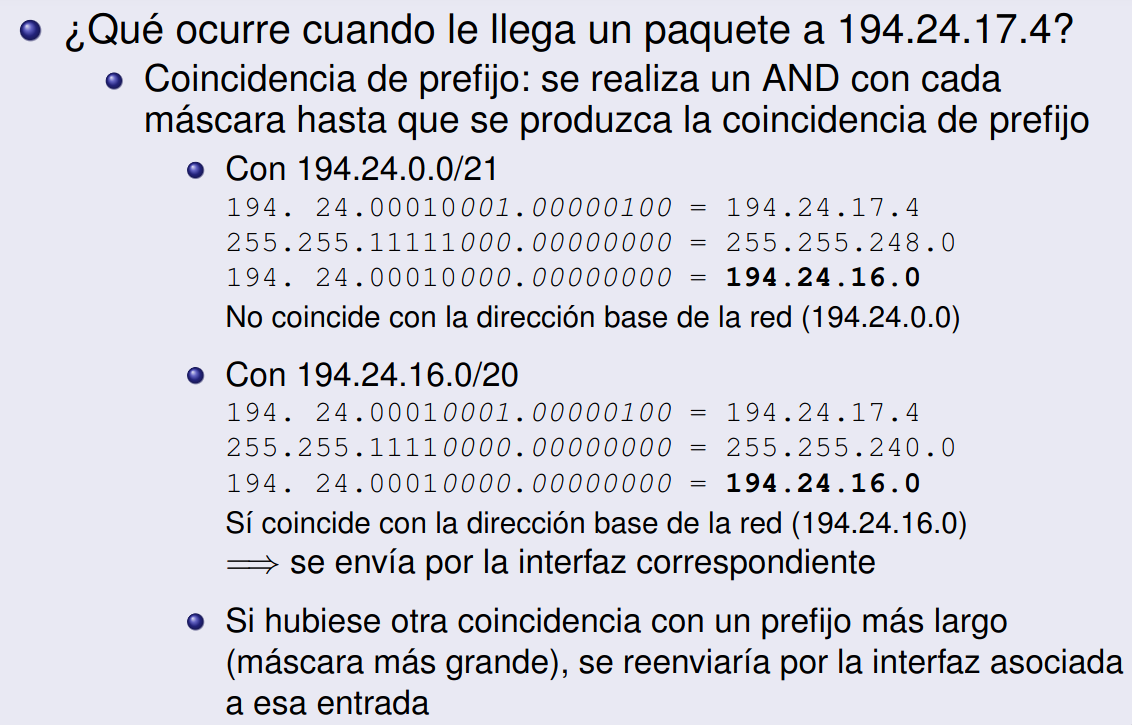 ¿Qué ocurre cuando le llega un paquete a 194.24.17.4?
Coincidencia de prefijo: se realiza un AND con cada
máscara hasta que se produzca la coincidencia de prefijo
Con 194.24.0.0/21
194. 24.00010001.00000100 = 194.24.17.4
255.255.11111000.00000000 = 255.255.248.0
194. 24.00010000.00000000 = 194.24.16.0
No coincide con la dirección base de la red (194.24.0.0)
Con 194.24.16.0/20
194. 24.00010001.00000100 = 194.24.17.4
255.255.11110000.00000000 = 255.255.240.0
194. 24.00010000.00000000 = 194.24.16.0
Sí coincide con la dirección base de la red (194.24.16.0)
⟹ se envía por la interfaz correspondiente
Si hubiese otra coincidencia con un prefijo más largo
(máscara más grande), se reenviaría por la interfaz asociada
a esa entrada